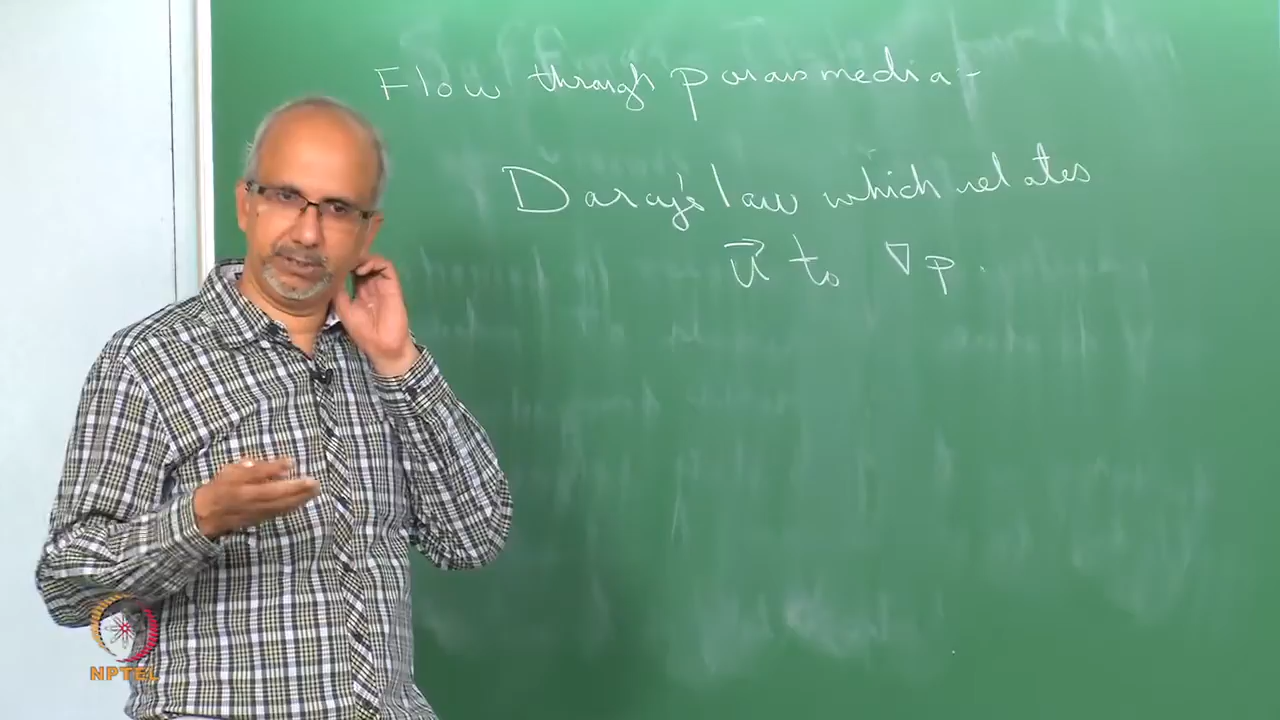 Flow through porous media :-
Darcy's law which relates
u⃗ to ∇p.
NPTEL